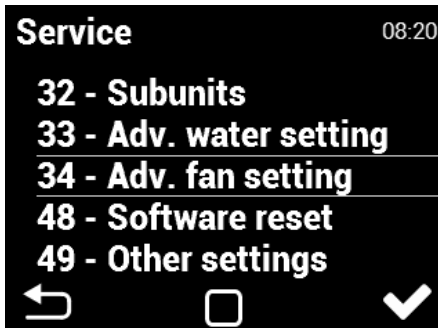 Service 08:20
32 - Subunits
33 - Adv. water setting
34 - Adv. fan setting
48 - Software reset
49 - Other settings